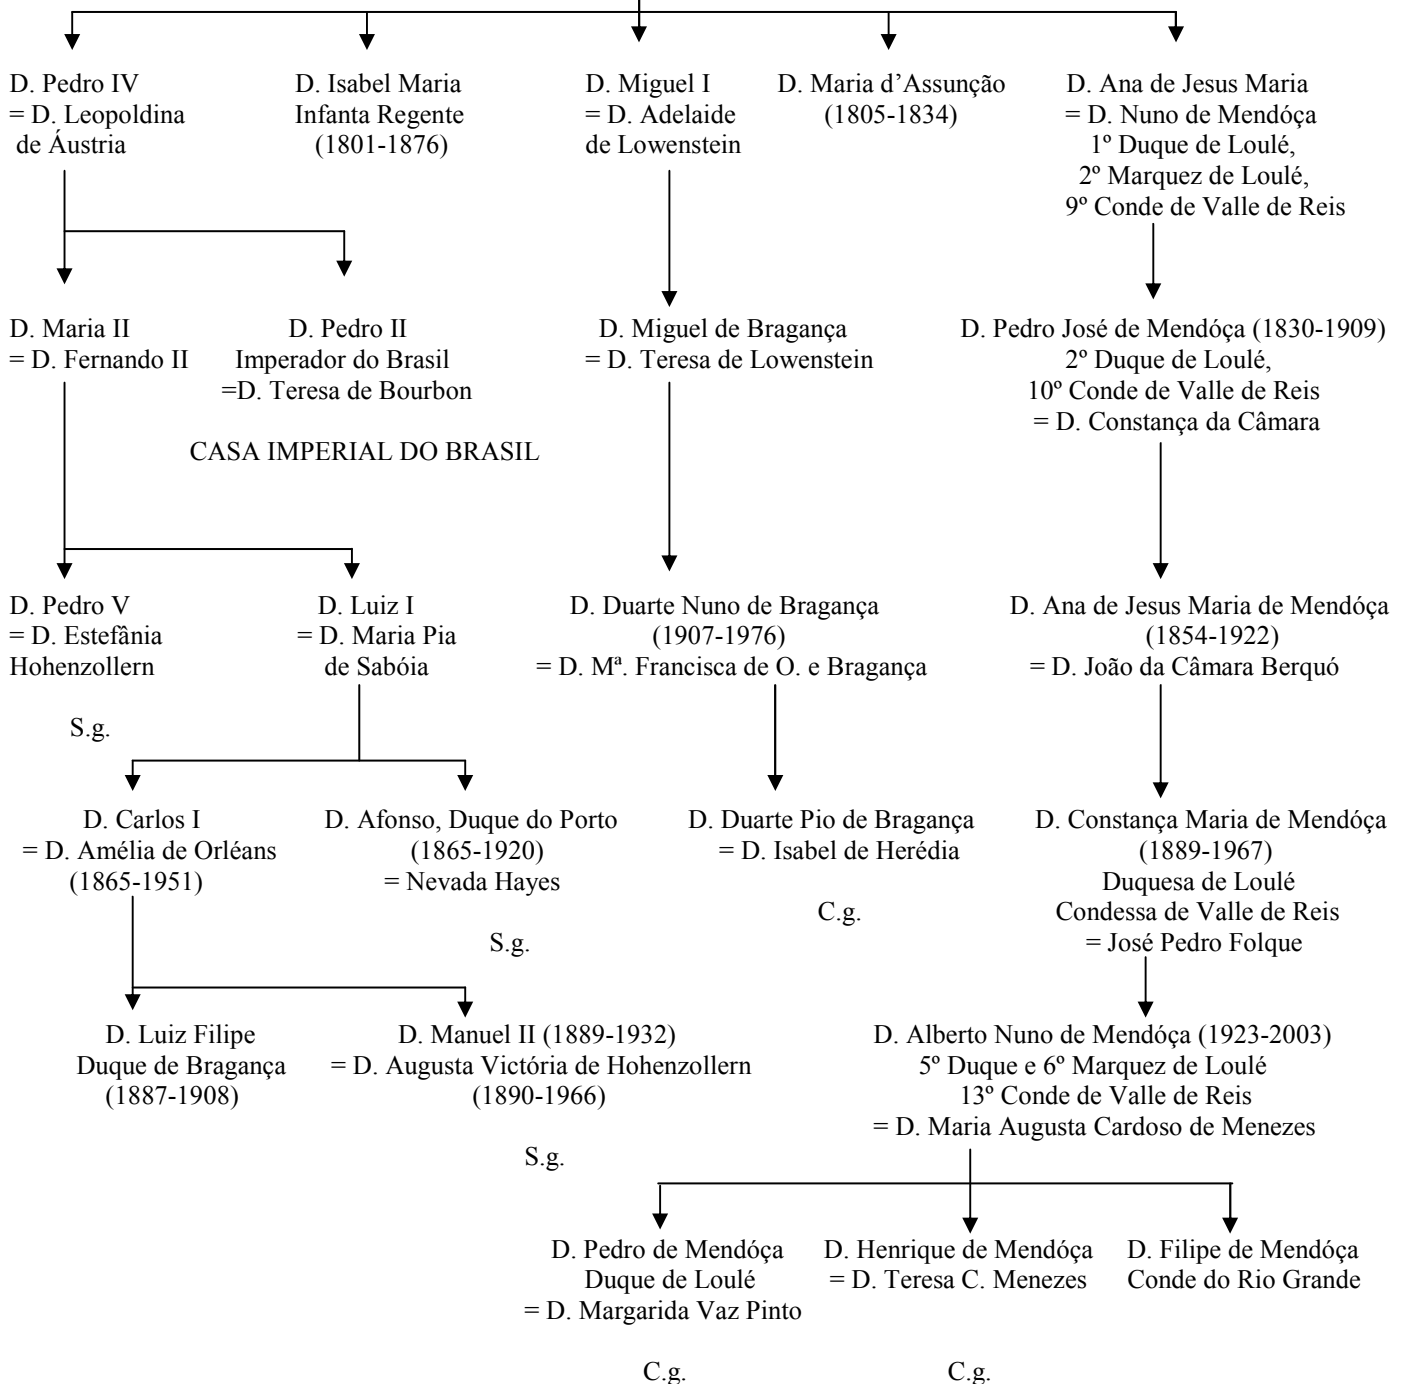 D. Pedro IV
= D. Leopoldina
de Áustria
D. Isabel Maria
Infanta Regente
(1801-1876)
D. Miguel I
= D. Adelaide
de Lowenstein
D. Maria d’Assunção
(1805-1834)
D. Ana de Jesus Maria
= D. Nuno de Mendóça
1º Duque de Loulé,
2º Marquez de Loulé,
9º Conde de Valle de Reis
D. Maria II
= D. Fernando II
D. Pedro II
Imperador do Brasil
=D. Teresa de Bourbon
CASA IMPERIAL DO BRASIL
D. Miguel de Bragança
= D. Teresa de Lowenstein
D. Pedro José de Mendóça (1830-1909)
2º Duque de Loulé,
10º Conde de Valle de Reis
= D. Constança da Câmara
D. Pedro V
= D. Estefânia
Hohenzollern
S.g.
D. Luiz I
= D. Maria Pia
de Sabóia
D. Duarte Nuno de Bragança
(1907-1976)
= D. Mª. Francisca de O. e Bragança
D. Ana de Jesus Maria de Mendóça
(1854-1922)
= D. João da Câmara Berquó
D. Carlos I
= D. Amélia de Orléans
(1865-1951)
D. Afonso, Duque do Porto
(1865-1920)
= Nevada Hayes
S.g.
D. Duarte Pio de Bragança
= D. Isabel de Herédia
C.g.
D. Constança Maria de Mendóça
(1889-1967)
Duquesa de Loulé
Condessa de Valle de Reis
= José Pedro Folque
D. Luiz Filipe
Duque de Bragança
(1887-1908)
D. Manuel II (1889-1932)
= D. Augusta Victória de Hohenzollern
(1890-1966)
S.g.
D. Alberto Nuno de Mendóça (1923-2003)
5º Duque e 6º Marquez de Loulé
13º Conde de Valle de Reis
= D. Maria Augusta Cardoso de Menezes
D. Pedro de Mendóça
Duque de Loulé
= D. Margarida Vaz Pinto
C.g.
D. Henrique de Mendóça
= D. Teresa C. Menezes
C.g.
D. Filipe de Mendóça
Conde do Rio Grande